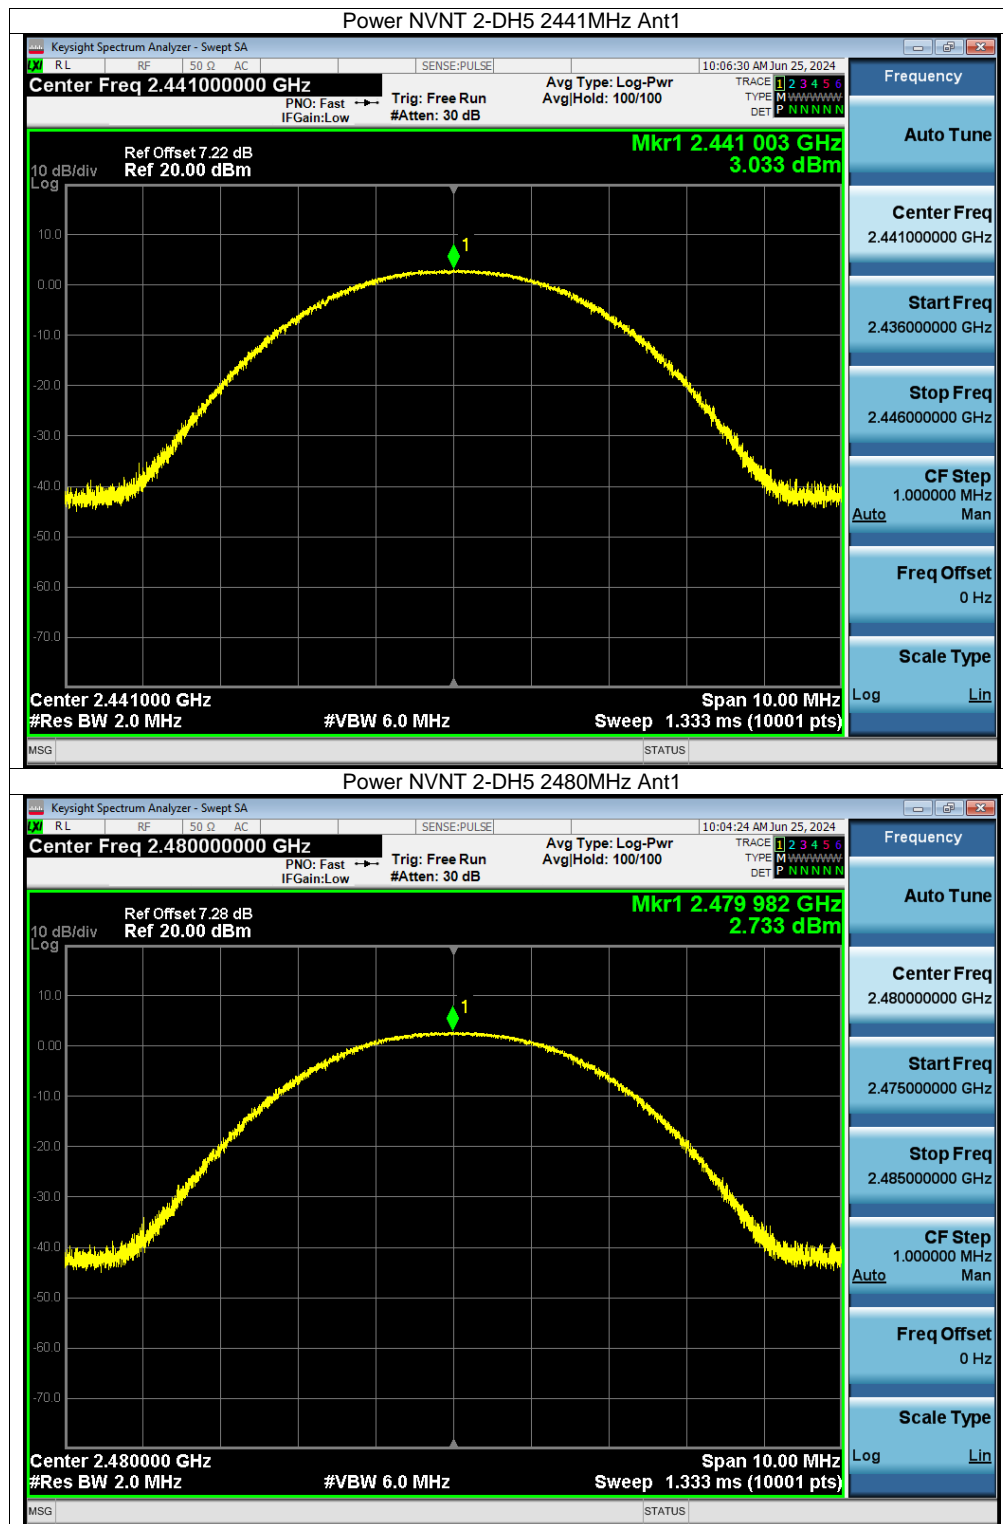 Power NVNT 2-DH5 2441MHz Ant1
Keysight Spectrum Analyzer - Swept SA
LXI RL RF 50 Ω AC SENSE:PULSE 10:06:30 AM Jun 25, 2024
Center Freq 2.441000000 GHz
PNO: Fast
IFGain:Low
Trig: Free Run
#Atten: 30 dB
Avg Type: Log-Pwr
Avg|Hold: 100/100
TRACE 1 2 3 4 5 6
TYPE M WWWWW
DET P N N N N N
Ref Offset 7.22 dB
Ref 20.00 dBm
10 dB/div
Log
Mkr1 2.441 003 GHz
3.033 dBm
10.0
1
0.00
-10.0
-20.0
-30.0
-40.0
-50.0
-60.0
-70.0
Center 2.441000 GHz
Span 10.00 MHz
#Res BW 2.0 MHz
#VBW 6.0 MHz
Sweep 1.333 ms (10001 pts)
MSG
STATUS
Frequency
Auto Tune
Center Freq
2.441000000 GHz
Start Freq
2.436000000 GHz
Stop Freq
2.446000000 GHz
CF Step
1.000000 MHz
Auto Man
Freq Offset
0 Hz
Scale Type
Log Lin
Power NVNT 2-DH5 2480MHz Ant1
Keysight Spectrum Analyzer - Swept SA
LXI RL RF 50 Ω AC SENSE:PULSE 10:04:24 AM Jun 25, 2024
Center Freq 2.480000000 GHz
PNO: Fast
IFGain:Low
Trig: Free Run
#Atten: 30 dB
Avg Type: Log-Pwr
Avg|Hold: 100/100
TRACE 1 2 3 4 5 6
TYPE M WWWWW
DET P N N N N N
Ref Offset 7.28 dB
Ref 20.00 dBm
10 dB/div
Log
Mkr1 2.479 982 GHz
2.733 dBm
10.0
1
0.00
-10.0
-20.0
-30.0
-40.0
-50.0
-60.0
-70.0
Center 2.480000 GHz
Span 10.00 MHz
#Res BW 2.0 MHz
#VBW 6.0 MHz
Sweep 1.333 ms (10001 pts)
MSG
STATUS
Frequency
Auto Tune
Center Freq
2.480000000 GHz
Start Freq
2.475000000 GHz
Stop Freq
2.485000000 GHz
CF Step
1.000000 MHz
Auto Man
Freq Offset
0 Hz
Scale Type
Log Lin